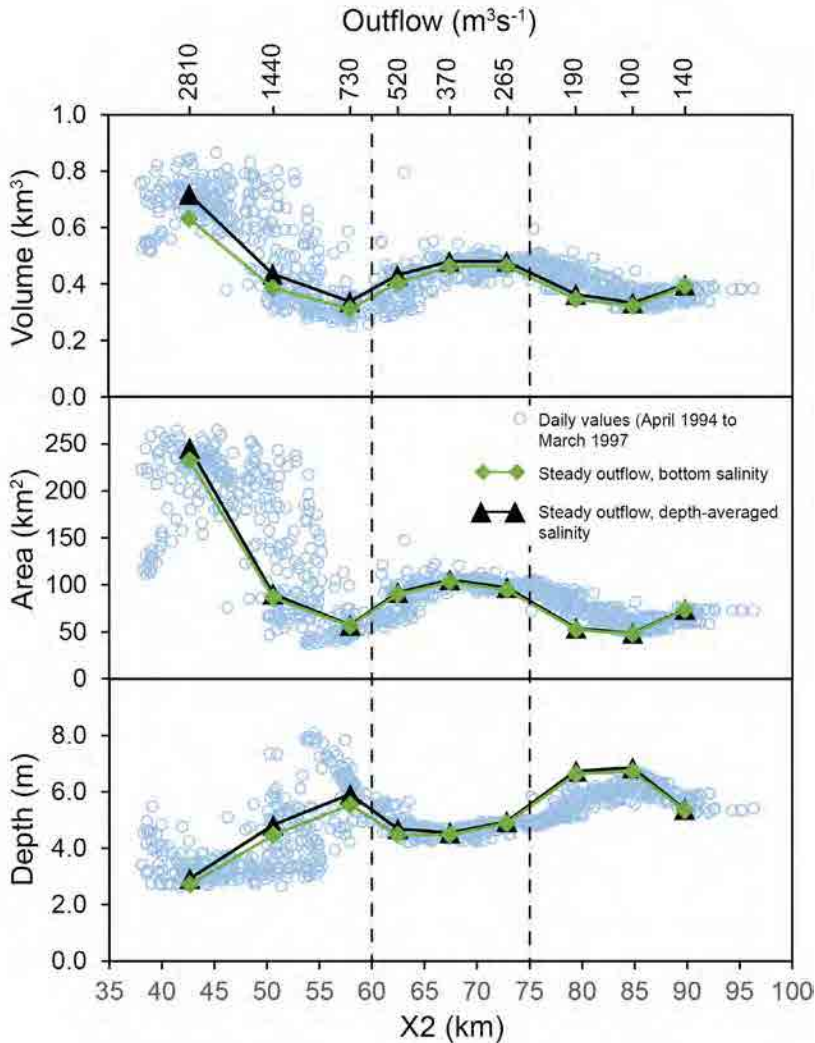 Outflow (m³s⁻¹)
2810 1440 730 520 370 265 190 100 140
Volume (km³)
1.0
0.8
0.6
0.4
0.2
0.0
Area (km²)
250
200
150
100
50
0
Daily values (April 1994 to
March 1997
Steady outflow, bottom salinity
Steady outflow, depth-averaged
salinity
Depth (m)
8.0
6.0
4.0
2.0
0.0
35 40 45 50 55 60 65 70 75 80 85 90 95 100
X2 (km)